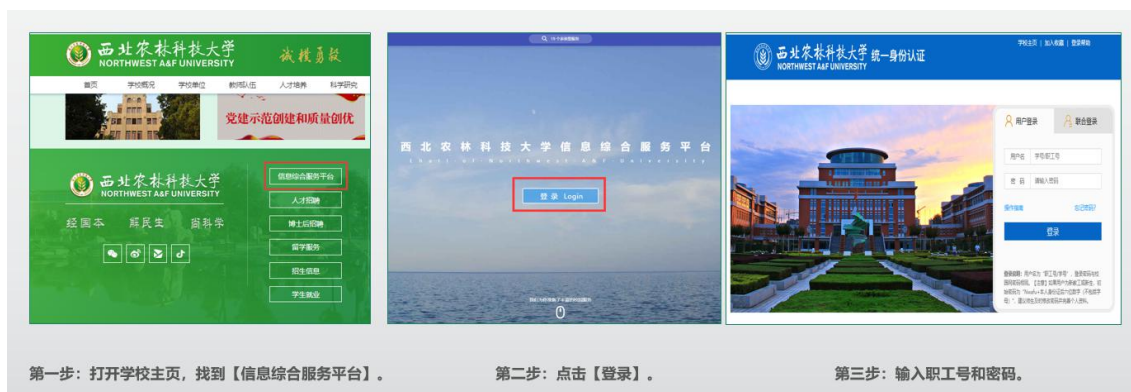 西北农林科技大学
NORTHWEST A&F UNIVERSITY
诚朴勇毅
首页 学校概况 学校单位 教师队伍 人才培养 科学研究
党建示范创建和质量创优
西北农林科技大学
NORTHWEST A&F UNIVERSITY
经国本 解民生 尚科学
信息综合服务平台
人才招聘
博士后招聘
留学服务
招生信息
学生就业
西北农林科技大学信息综合服务平台
登录 Login
西北农林科技大学 统一身份认证
NORTHWEST A&F UNIVERSITY
学校主页 | 加入收藏 | 登录帮助
用户登录 联合登录
用户名 学号/职工号
密 码 请输入密码
忘记密码?
登录
第一步:打开学校主页,找到【信息综合服务平台】。
第二步:点击【登录】。
第三步:输入职工号和密码。